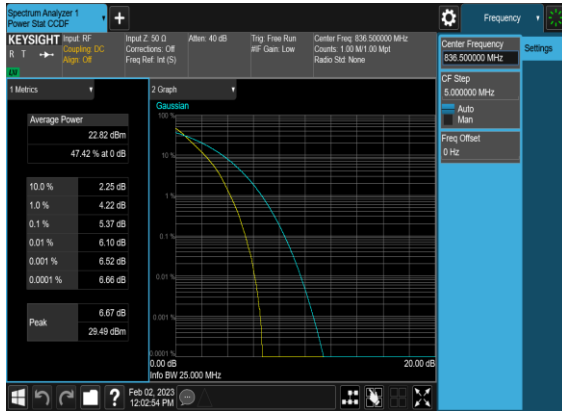 Spectrum Analyzer 1
Power Stat CCDF
Frequency
KEYSIGHT
R T
LU
Input: RF
Coupling: DC
Align: Off
Input Z: 50 Ω
Corrections: Off
Freq Ref: Int (S)
Atten: 40 dB
Trig: Free Run
#IF Gain: Low
Center Freq: 836.500000 MHz
Counts: 1.00 M/1.00 Mpt
Radio Std: None
Center Frequency
836.500000 MHz
Settings
CF Step
5.000000 MHz
Auto
Man
Freq Offset
0 Hz
1 Metrics
Average Power
22.82 dBm
47.42 % at 0 dB
10.0 % 2.25 dB
1.0 % 4.22 dB
0.1 % 5.37 dB
0.01 % 6.10 dB
0.001 % 6.52 dB
0.0001 % 6.66 dB
Peak 6.67 dB
29.49 dBm
2 Graph
Gaussian
100 %
10 %
1 %
0.1 %
0.01 %
0.001 %
0.0001 %
0.00 dB 20.00 dB
Info BW 25.000 MHz
?
Feb 02, 2023
12:02:54 PM